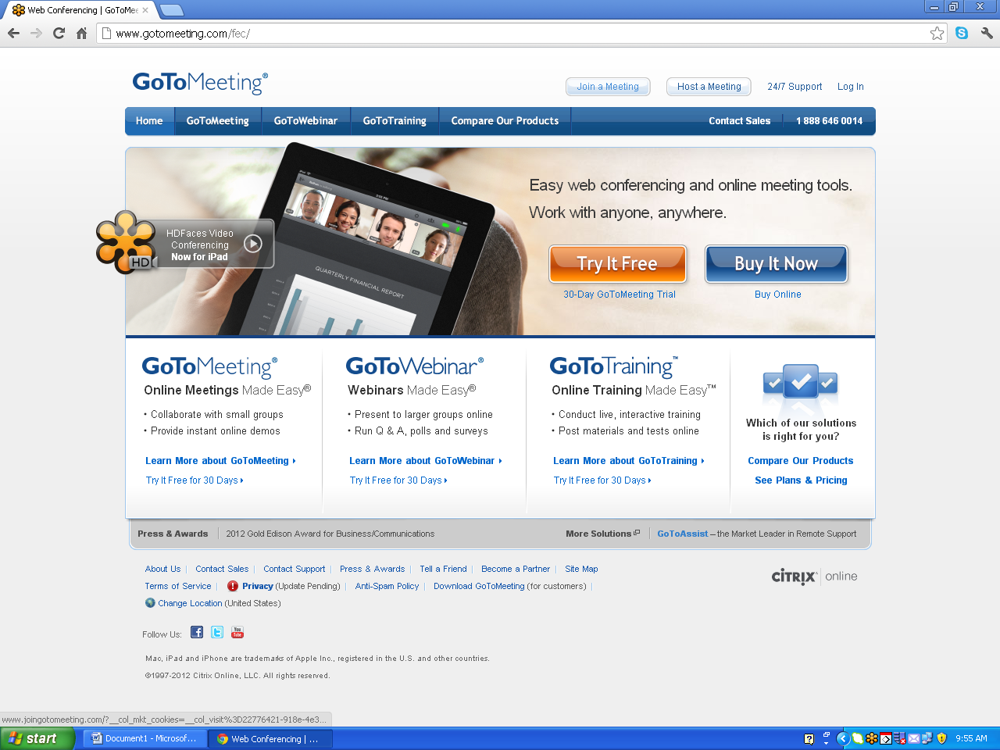 Web Conferencing | GoToMee
www.gotomeeting.com/fec/
GoToMeeting®
Join a Meeting
Host a Meeting
24/7 Support
Log In
Home
GoToMeeting
GoToWebinar
GoToTraining
Compare Our Products
Contact Sales
1 888 646 0014
Easy web conferencing and online meeting tools.
Work with anyone, anywhere.
HDFaces Video
Conferencing
Now for iPad
HD
QUARTERLY FINANCIAL REPORT
Try It Free
Buy It Now
30-Day GoToMeeting Trial
Buy Online
GoToMeeting®
Online Meetings Made Easy®
• Collaborate with small groups
• Provide instant online demos
Learn More about GoToMeeting
Try It Free for 30 Days
GoToWebinar®
Webinars Made Easy®
• Present to larger groups online
• Run Q & A, polls and surveys
Learn More about GoToWebinar
Try It Free for 30 Days
GoToTraining™
Online Training Made Easy™
• Conduct live, interactive training
• Post materials and tests online
Learn More about GoToTraining
Try It Free for 30 Days
Which of our solutions
is right for you?
Compare Our Products
See Plans & Pricing
Press & Awards
2012 Gold Edison Award for Business/Communications
More Solutions
GoToAssist – the Market Leader in Remote Support
About Us | Contact Sales | Contact Support | Press & Awards | Tell a Friend | Become a Partner | Site Map
Terms of Service | Privacy (Update Pending) | Anti-Spam Policy | Download GoToMeeting (for customers) |
Change Location (United States)
CITRIX | online
Follow Us:
You Tube
Mac, iPad and iPhone are trademarks of Apple Inc., registered in the U.S. and other countries.
©1997-2012 Citrix Online, LLC. All rights reserved.
www.joingotomeeting.com/?__col_mkt_cookies=__col_visit%3D22776421-918e-4e3...
start
Document1 - Microsof...
Web Conferencing | ...
9:55 AM